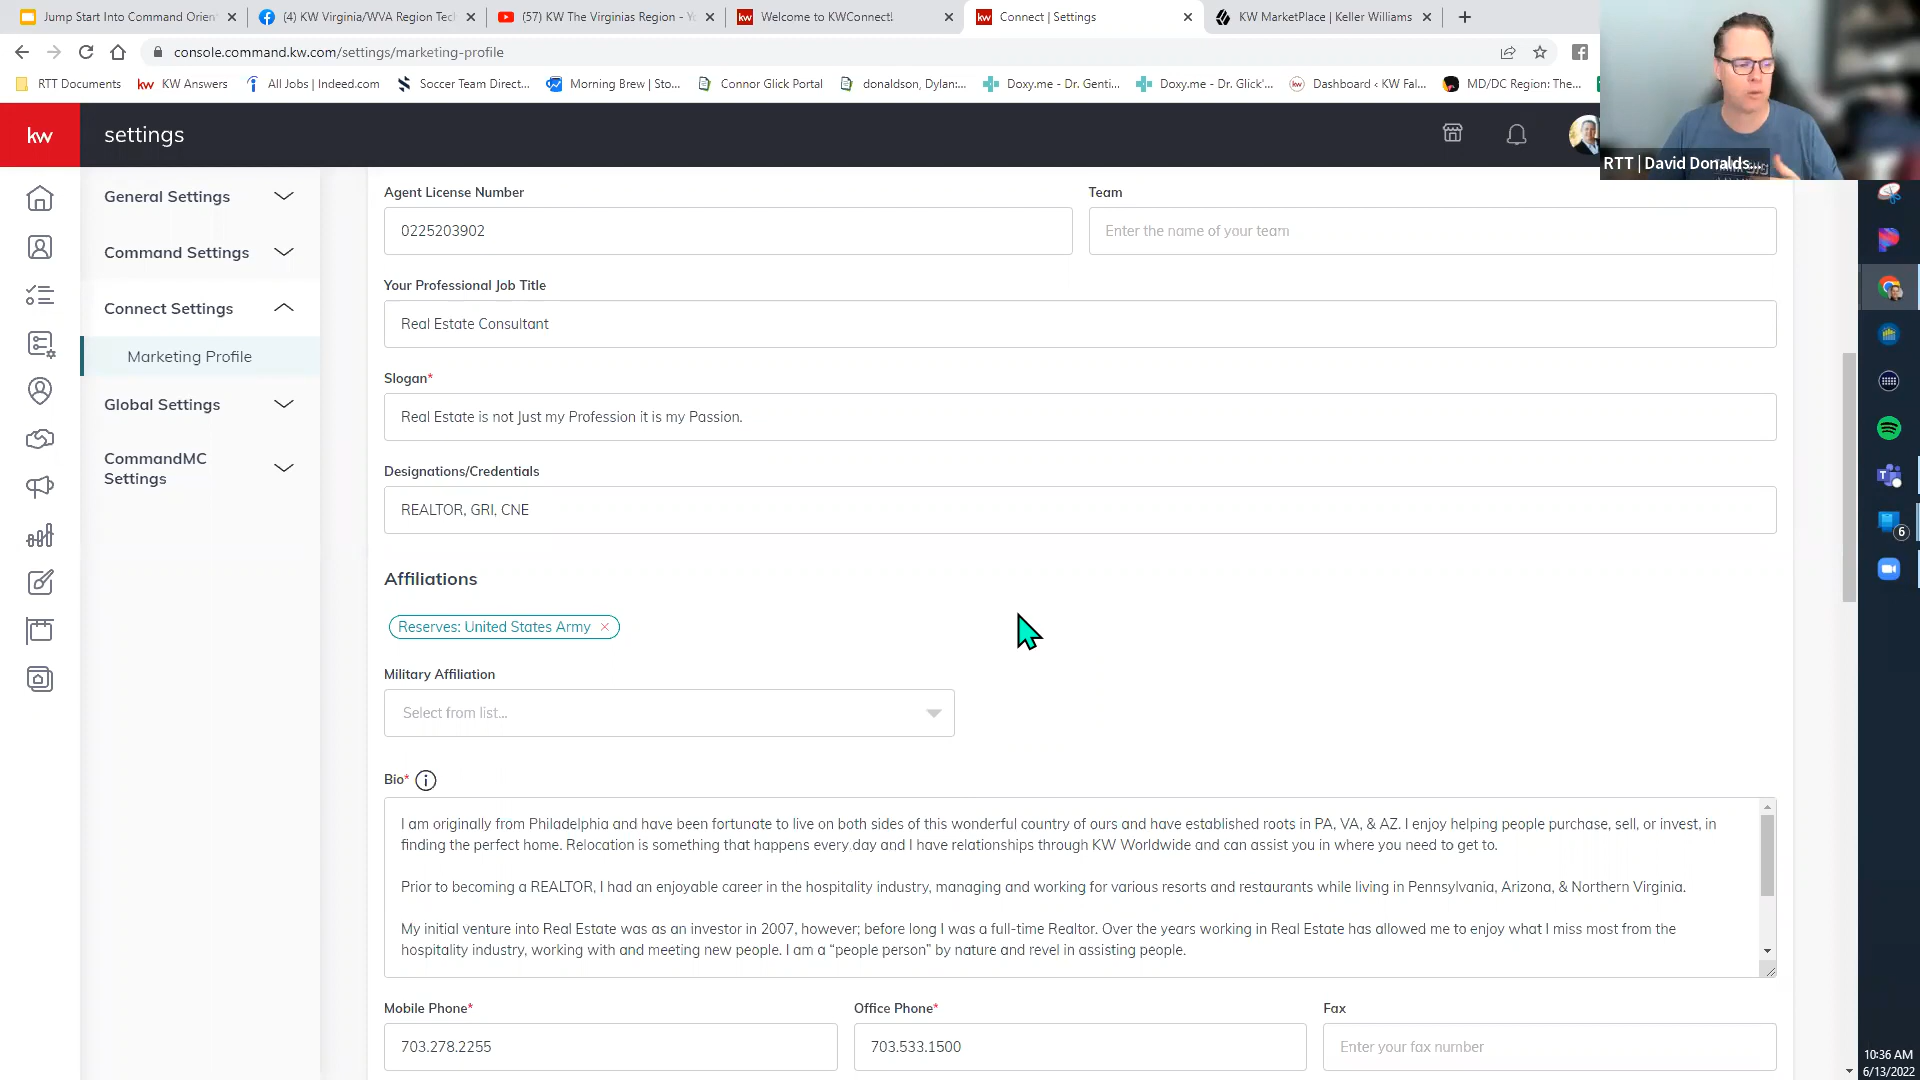 Jump Start Into Command Orien
(4) KW Virginia/WVA Region Tec
(57) KW The Virginias Region - Yo
Welcome to KWConnect!
Connect | Settings
KW MarketPlace | Keller Williams
console.command.kw.com/settings/marketing-profile
RTT Documents
KW Answers
All Jobs | Indeed.com
Soccer Team Direct...
Morning Brew | Sto...
Connor Glick Portal
donaldson, Dylan:...
Doxy.me - Dr. Genti...
Doxy.me - Dr. Glick'...
Dashboard ‹ KW Fal...
MD/DC Region: The...
kw
settings
RTT | David Donalds...
General Settings
Command Settings
Connect Settings
Marketing Profile
Global Settings
CommandMC
Settings
Agent License Number
Team
0225203902
Enter the name of your team
Your Professional Job Title
Real Estate Consultant
Slogan*
Real Estate is not Just my Profession it is my Passion.
Designations/Credentials
REALTOR, GRI, CNE
Affiliations
Reserves: United States Army
Military Affiliation
Select from list...
Bio*
I am originally from Philadelphia and have been fortunate to live on both sides of this wonderful country of ours and have established roots in PA, VA, & AZ. I enjoy helping people purchase, sell, or invest, in
finding the perfect home. Relocation is something that happens every day and I have relationships through KW Worldwide and can assist you in where you need to get to.
Prior to becoming a REALTOR, I had an enjoyable career in the hospitality industry, managing and working for various resorts and restaurants while living in Pennsylvania, Arizona, & Northern Virginia.
My initial venture into Real Estate was as an investor in 2007, however; before long I was a full-time Realtor. Over the years working in Real Estate has allowed me to enjoy what I miss most from the
hospitality industry, working with and meeting new people. I am a “people person” by nature and revel in assisting people.
Mobile Phone*
Office Phone*
Fax
703.278.2255
703.533.1500
Enter your fax number
6
10:36 AM
6/13/2022